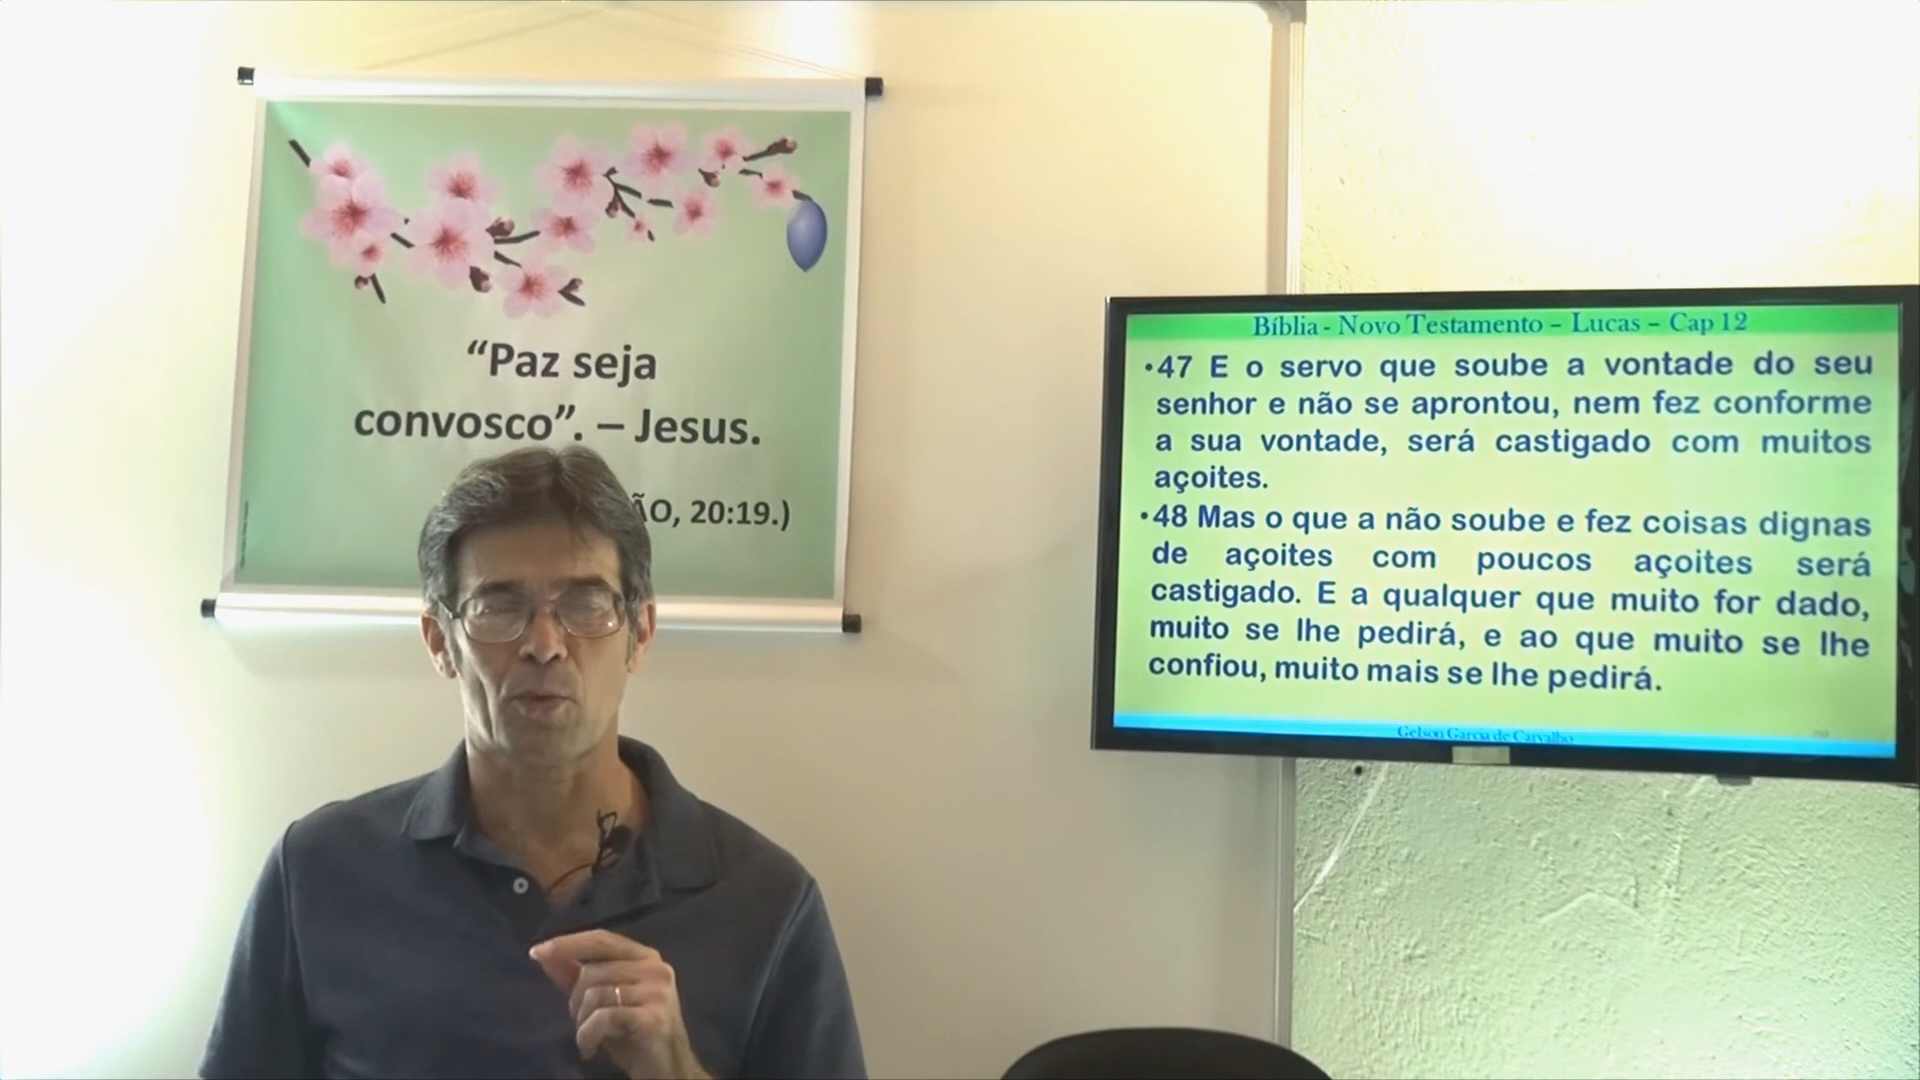 “Paz seja
convosco”. – Jesus.
ÃO, 20:19.)
Bíblia - Novo Testamento – Lucas – Cap 12
•47 E o servo que soube a vontade do seu
senhor e não se aprontou, nem fez conforme
a sua vontade, será castigado com muitos
açoites.
•48 Mas o que a não soube e fez coisas dignas
de açoites com poucos açoites será
castigado. E a qualquer que muito for dado,
muito se lhe pedirá, e ao que muito se lhe
confiou, muito mais se lhe pedirá.
Gelson Garcia de Carvalho